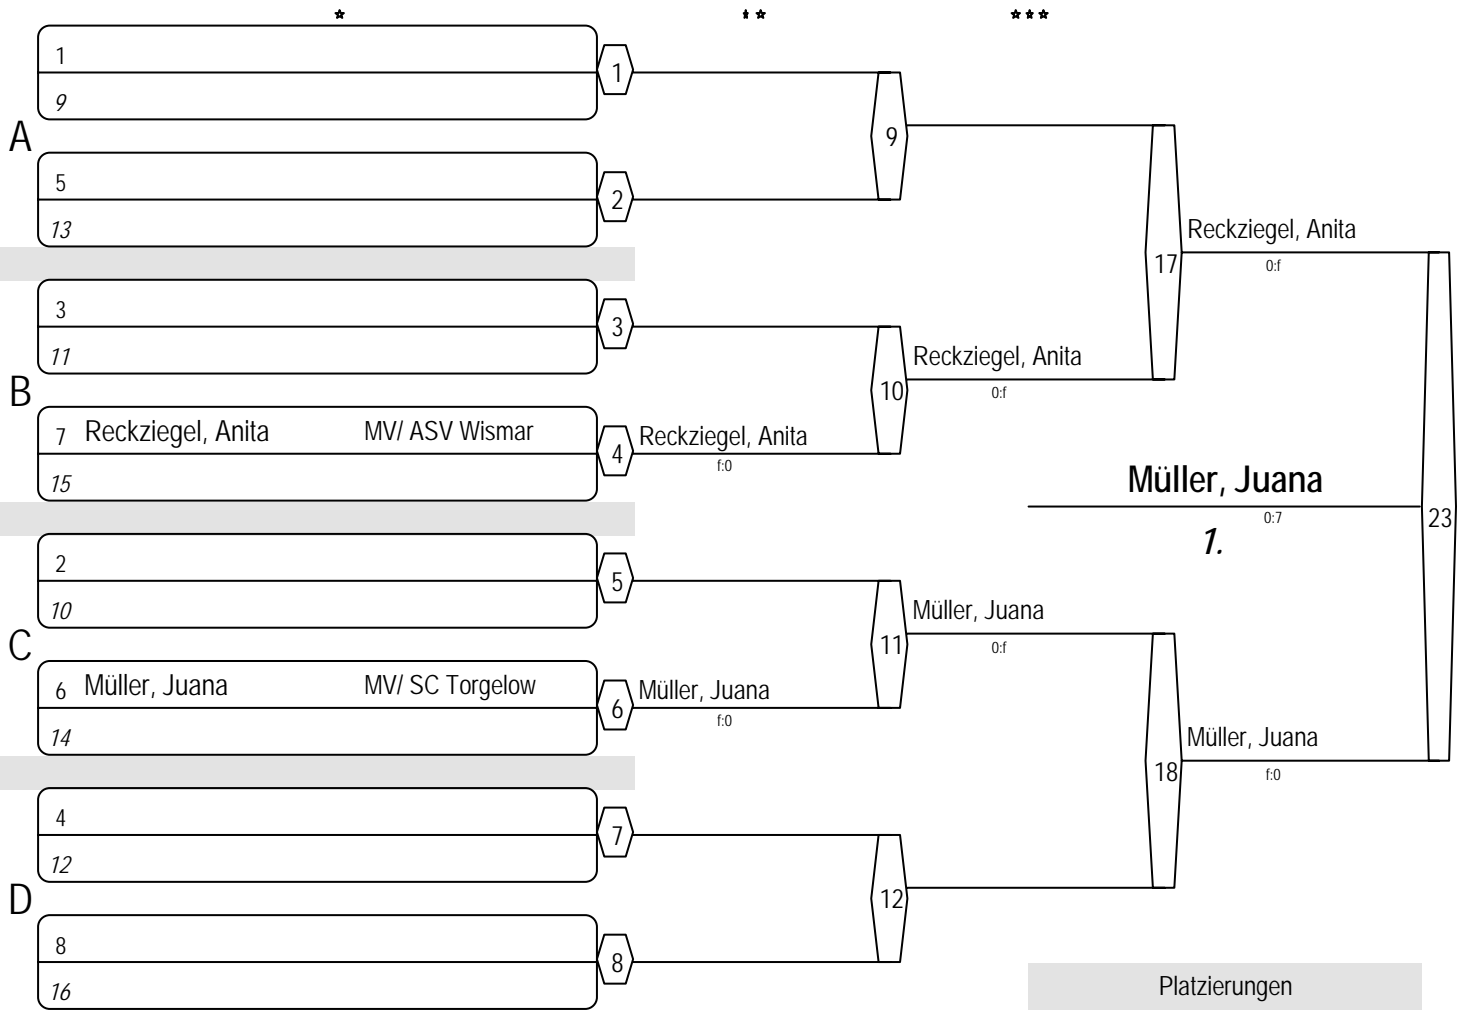 * ** ***
1
9
1
9
A
5
13
2
Reckziegel, Anita
0:f
17
3
11
3
Reckziegel, Anita
0:f
10
B
7 Reckziegel, Anita MV/ ASV Wismar
15
4
Reckziegel, Anita
f:0
Müller, Juana
0:7
1.
23
2
10
5
Müller, Juana
0:f
11
C
6 Müller, Juana MV/ SC Torgelow
14
6
Müller, Juana
f:0
Müller, Juana
f:0
18
4
12
7
12
D
8
16
8
Platzierungen